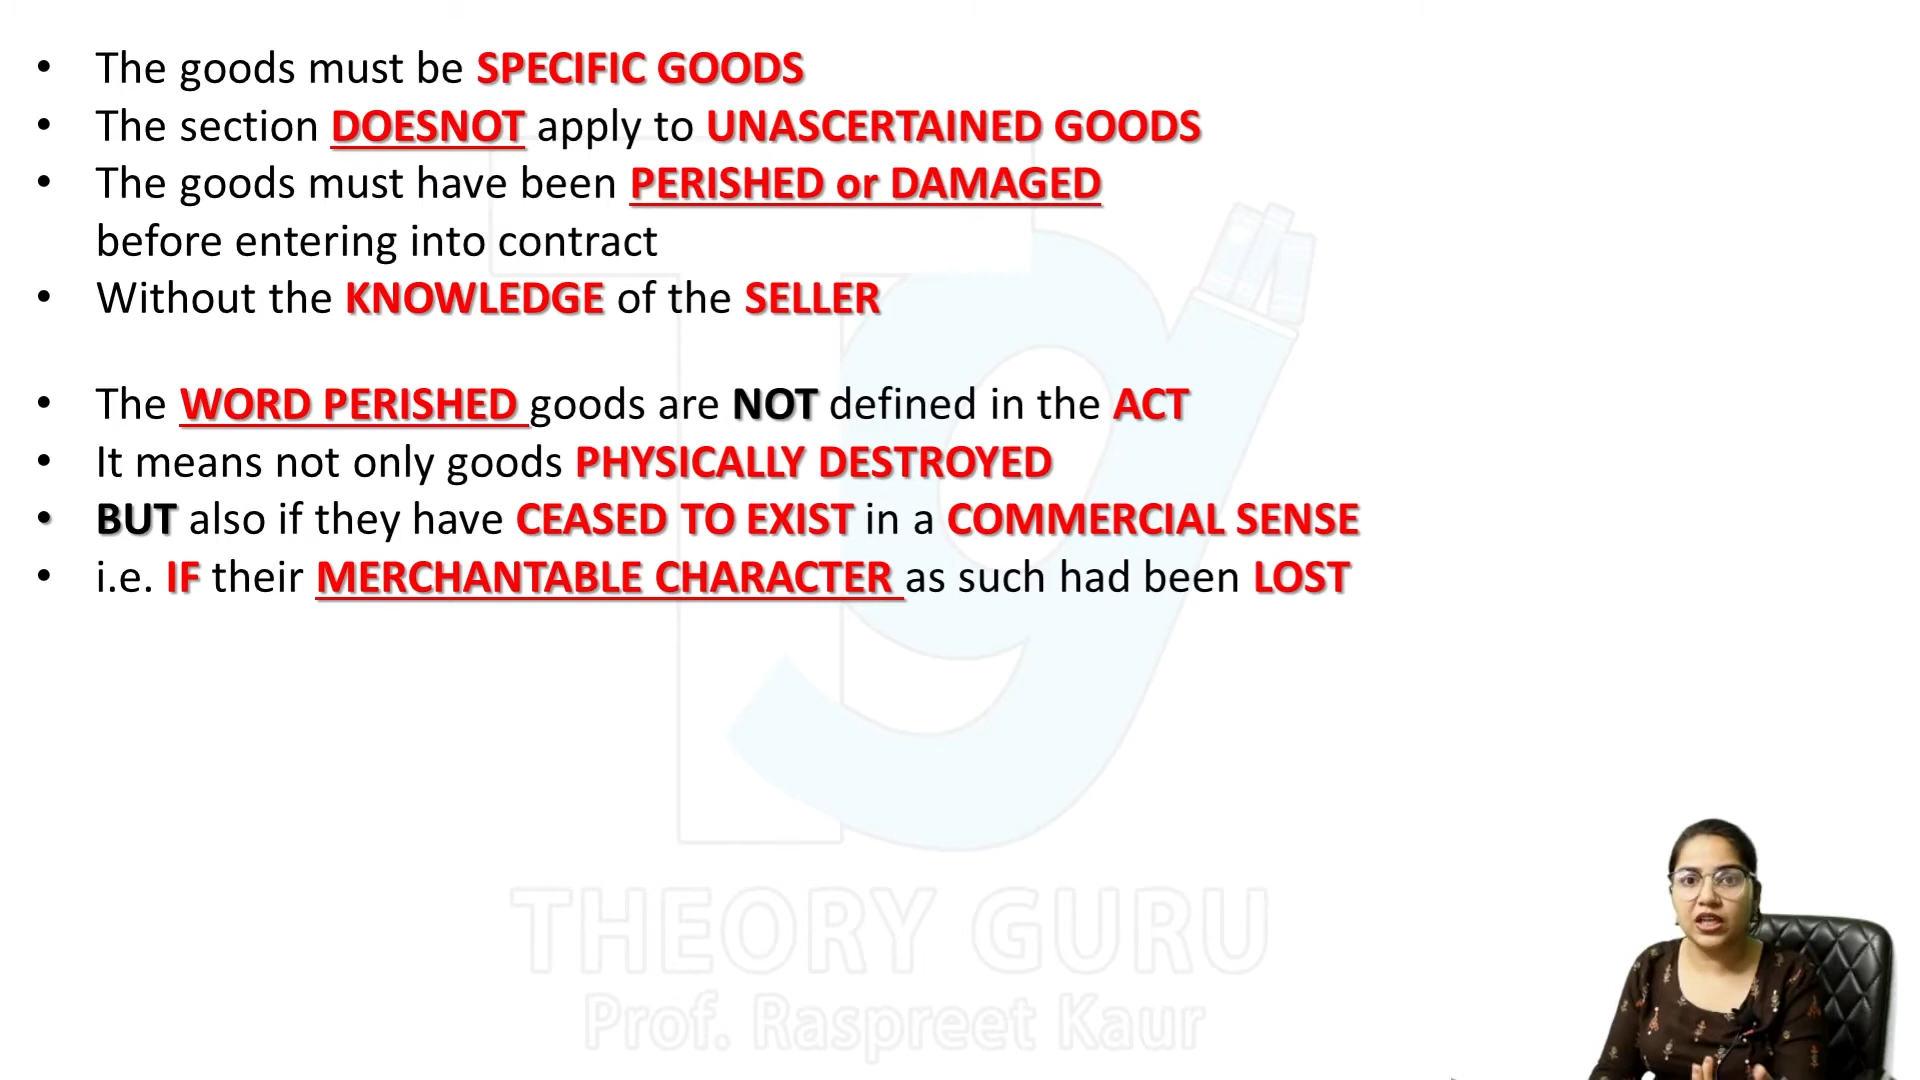 • The goods must be SPECIFIC GOODS
• The section DOESNOT apply to UNASCERTAINED GOODS
• The goods must have been PERISHED or DAMAGED
before entering into contract
• Without the KNOWLEDGE of the SELLER
• The WORD PERISHED goods are NOT defined in the ACT
• It means not only goods PHYSICALLY DESTROYED
• BUT also if they have CEASED TO EXIST in a COMMERCIAL SENSE
• i.e. IF their MERCHANTABLE CHARACTER as such had been LOST
Tg
THEORY GURU
Prof. Raspreet Kaur